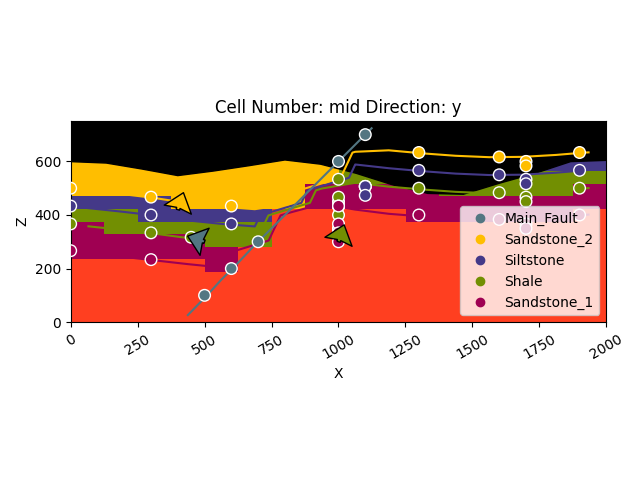 Cell Number: mid Direction: y
Z
600
400
200
0
0
250
500
750
1000
1250
1500
1750
2000
X
Main_Fault
Sandstone_2
Siltstone
Shale
Sandstone_1